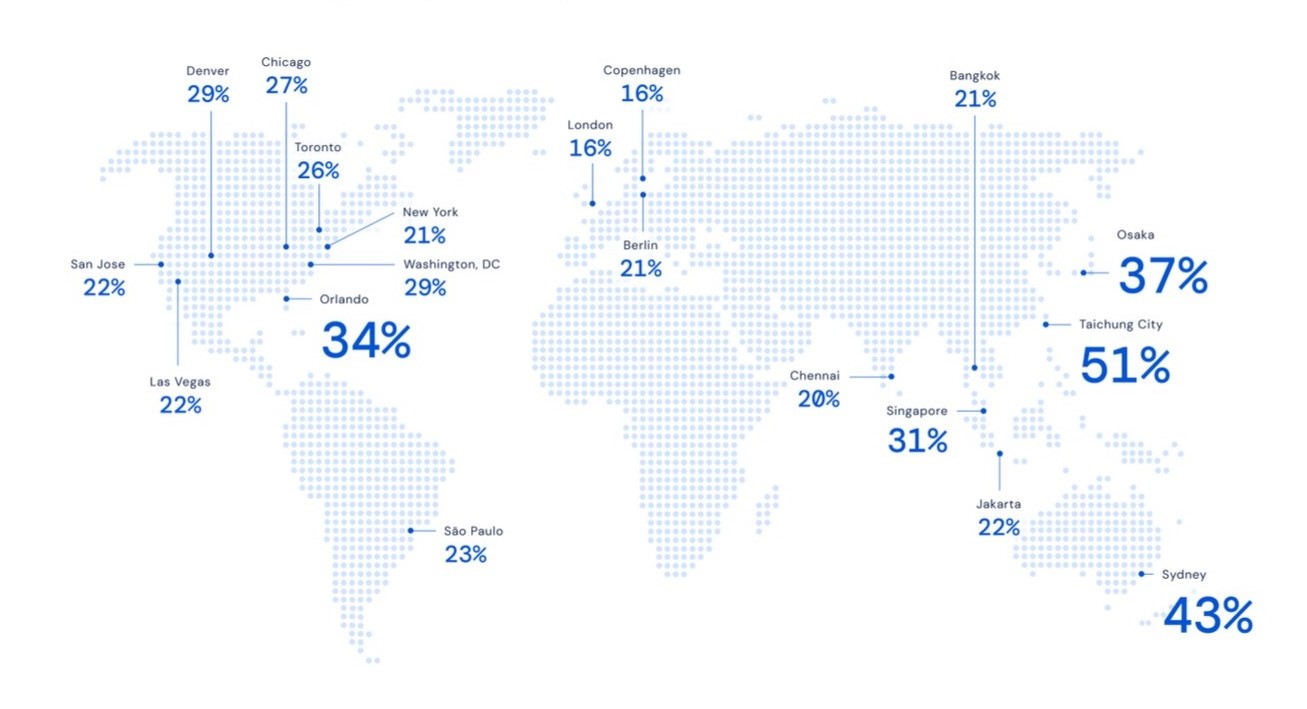 Denver
29%
Chicago
27%
Toronto
26%
New York
21%
San Jose
22%
Washington, DC
29%
Orlando
34%
Las Vegas
22%
São Paulo
23%
Copenhagen
16%
London
16%
Berlin
21%
Bangkok
21%
Osaka
37%
Taichung City
51%
Chennai
20%
Singapore
31%
Jakarta
22%
Sydney
43%